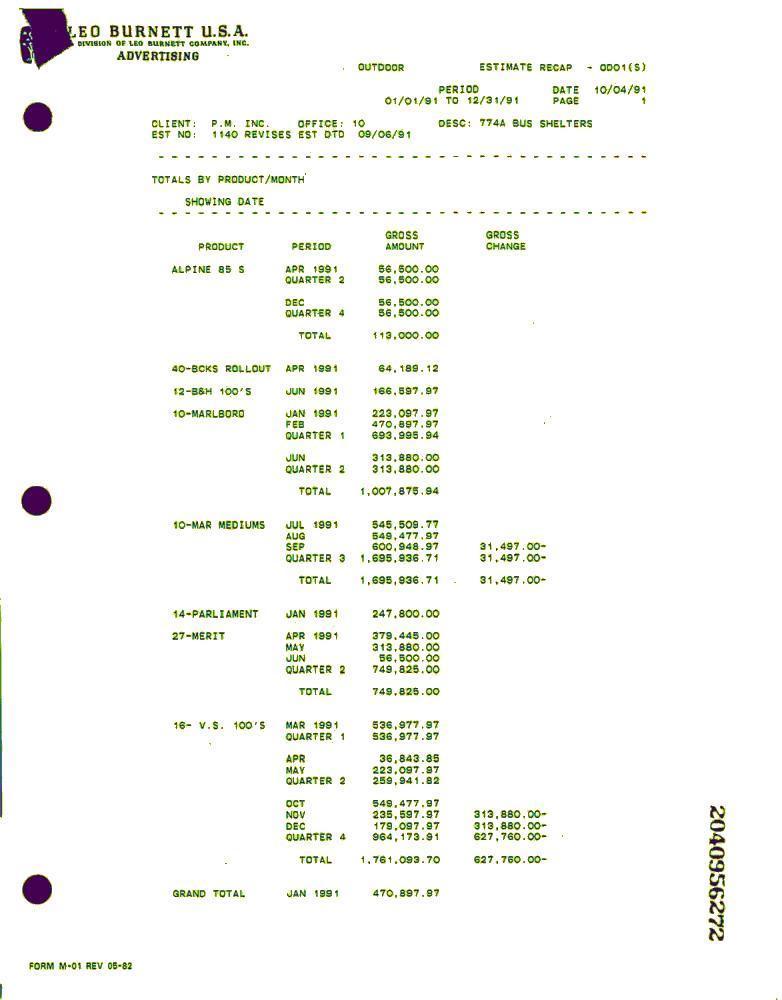 LEO BURNETT U.S.A.
DIVISION OF LEO BURNETT COMPANY, INC.
ADVERTISING
OUTDOOR ESTIMATE RECAP - ODO1(S)
PERIOD DATE 10/04/91
01/01/91 TO 12/31/91 PAGE 1
CLIENT: P.M. INC. OFFICE: 10 DESC: 774A BUS SHELTERS
EST NO: 1140 REVISES EST DTD 09/06/91
TOTALS BY PRODUCT/MONTH
SHOWING DATE
GROSS GROSS
PRODUCT PERIOD AMOUNT CHANGE
ALPINE 85 S APR 1991 56,500.00
QUARTER 2 56,500.00
DEC 56,500.00
QUARTER 4 56,500.00
TOTAL 113,000.00
40-BCKS ROLLOUT APR 1991 64,189.12
12-B&H 100'S JUN 1991 166,597.97
10-MARLBORO JAN 1991 223,097.97
FEB 470,897.97
QUARTER 1 693,995.94
JUN 313,880.00
QUARTER 2 313,880.00
TOTAL 1,007,875.94
10-MAR MEDIUMS JUL 1991 545,509.77
AUG 549,477.97
SEP 600,948.97 31,497.00-
QUARTER 3 1,695,936.71 31,497.00-
TOTAL 1,695,936.71 31,497.00-
14-PARLIAMENT JAN 1991 247,800.00
27-MERIT APR 1991 379,445.00
MAY 313,880.00
JUN 56,500.00
QUARTER 2 749,825.00
TOTAL 749,825.00
16- V.S. 100'S MAR 1991 536,977.97
QUARTER 1 536,977.97
APR 36,843.85
MAY 223,097.97
QUARTER 2 259,941.82
OCT 549,477.97
NOV 235,597.97 313,880.00-
DEC 179,097.97 313,880.00-
QUARTER 4 964,173.91 627,760.00-
TOTAL 1,761,093.70 627,760.00-
GRAND TOTAL JAN 1991 470,897.97
2040956272
FORM M-01 REV 05-82